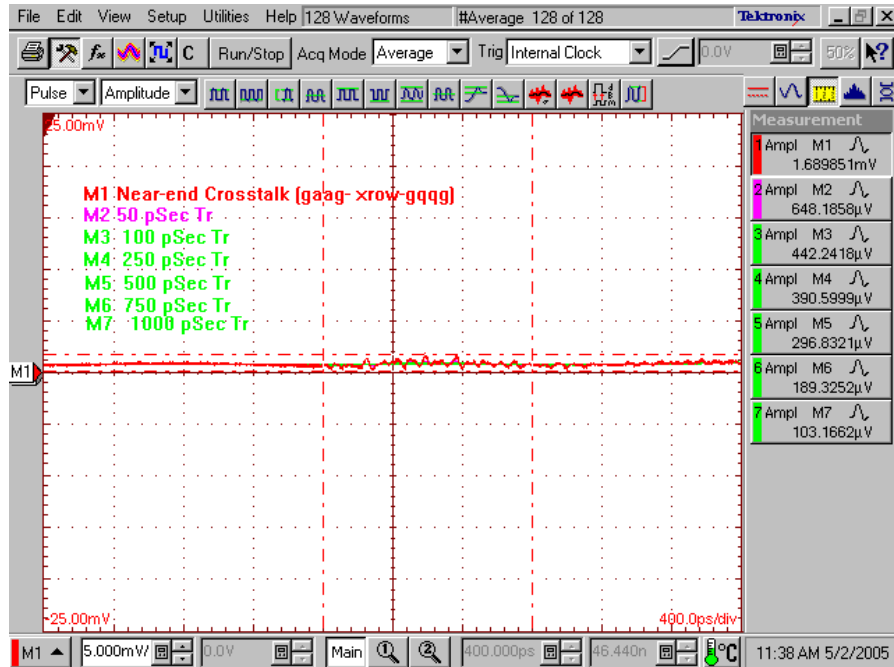 File Edit View Setup Utilities Help 128 Waveforms #Average 128 of 128 Tektronix
C Run/Stop Acq Mode Average Trig Internal Clock 0.0V 50%
Pulse Amplitude
25.00mV
M1 Near-end Crosstalk (gaag- xrow-gqqg)
M2 50 pSec Tr
M3 100 pSec Tr
M4 250 pSec Tr
M5 500 pSec Tr
M6 750 pSec Tr
M7 1000 pSec Tr
M1
-25.00mV
400.0ps/div
Measurement
1 Ampl M1
1.689851mV
2 Ampl M2
648.1858µV
3 Ampl M3
442.2418µV
4 Ampl M4
390.5999µV
5 Ampl M5
296.8321µV
6 Ampl M6
189.3252µV
7 Ampl M7
103.1662µV
M1 5.000mV/ 0.0V Main 1 2 400.000ps 46.440n °C 11:38 AM 5/2/2005